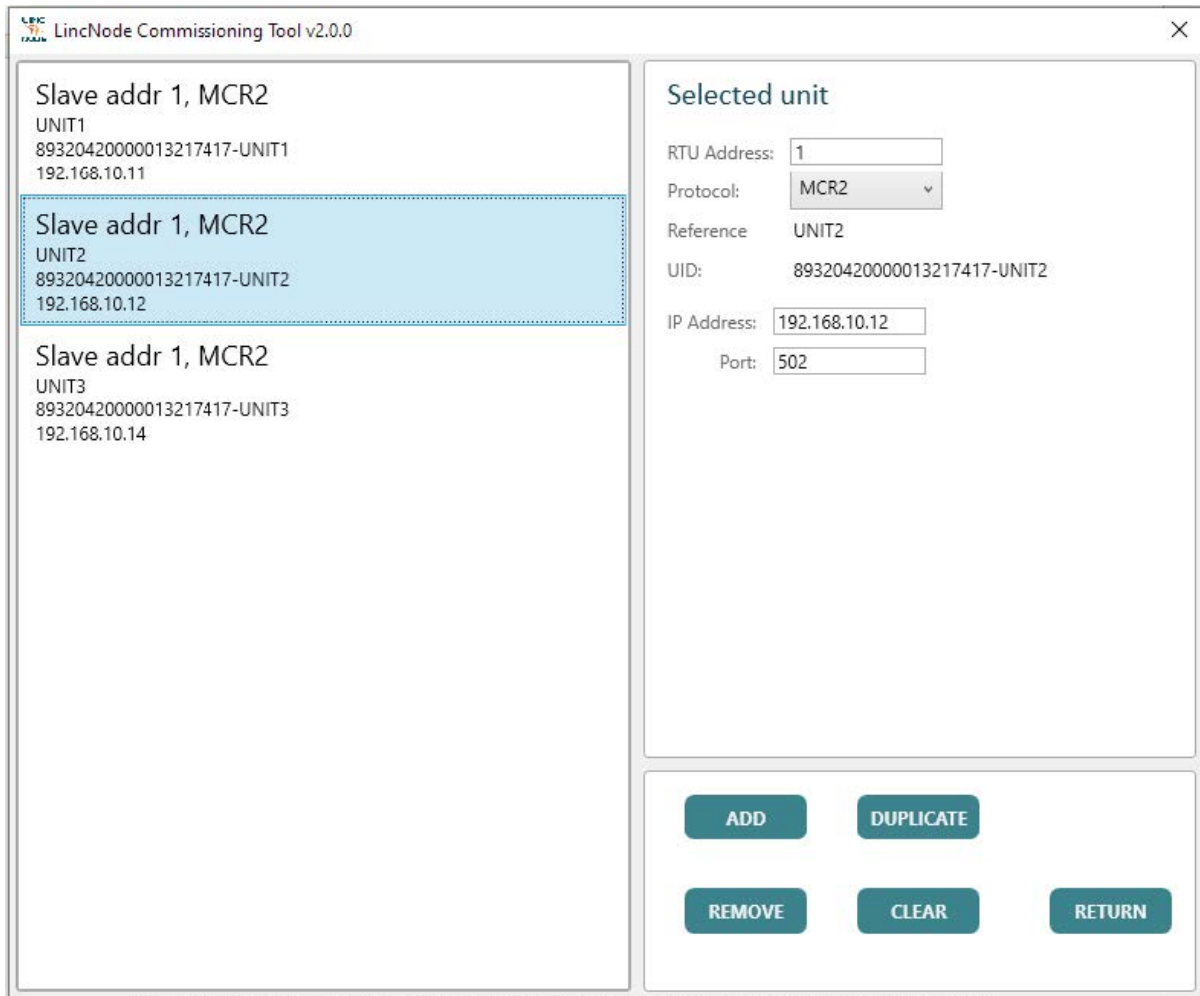 LincNode Commissioning Tool v2.0.0
Slave addr 1, MCR2
UNIT1
89320420000013217417-UNIT1
192.168.10.11
Slave addr 1, MCR2
UNIT2
89320420000013217417-UNIT2
192.168.10.12
Slave addr 1, MCR2
UNIT3
89320420000013217417-UNIT3
192.168.10.14
Selected unit
RTU Address: 1
Protocol: MCR2
Reference UNIT2
UID: 89320420000013217417-UNIT2
IP Address: 192.168.10.12
Port: 502
ADD DUPLICATE
REMOVE CLEAR RETURN